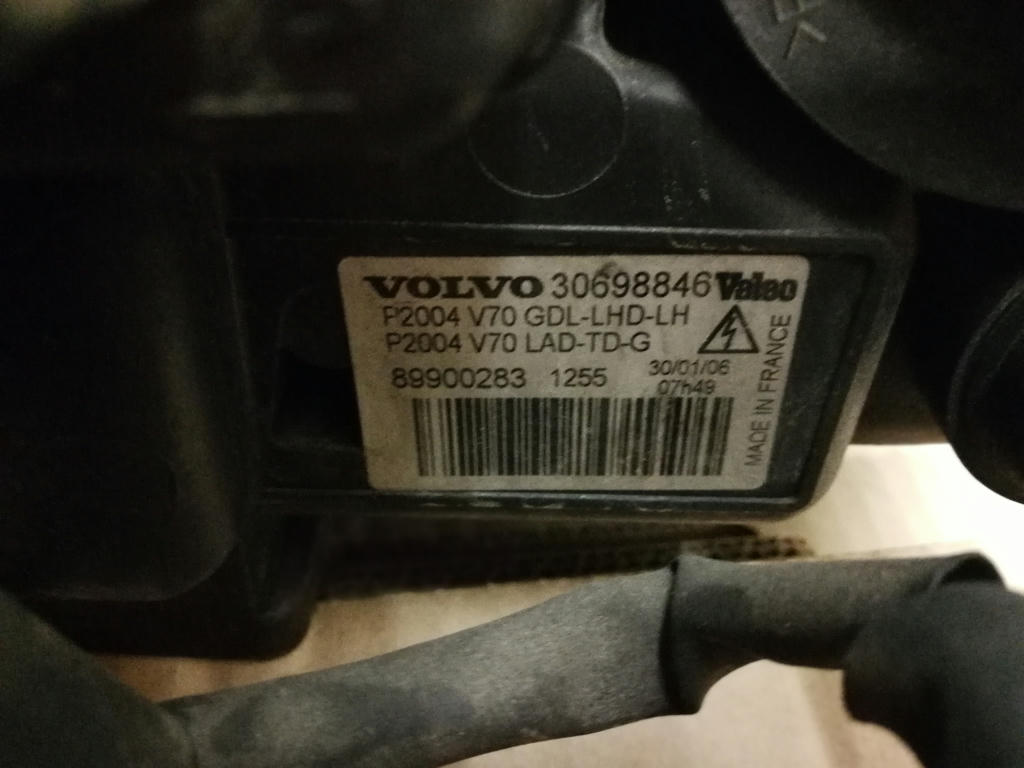 VOLVO 30698846 Valeo
P2004 V70 GDL-LHD-LH
P2004 V70 LAD-TD-G
89900283 1255 30/01/06
07h49
MADE IN FRANCE